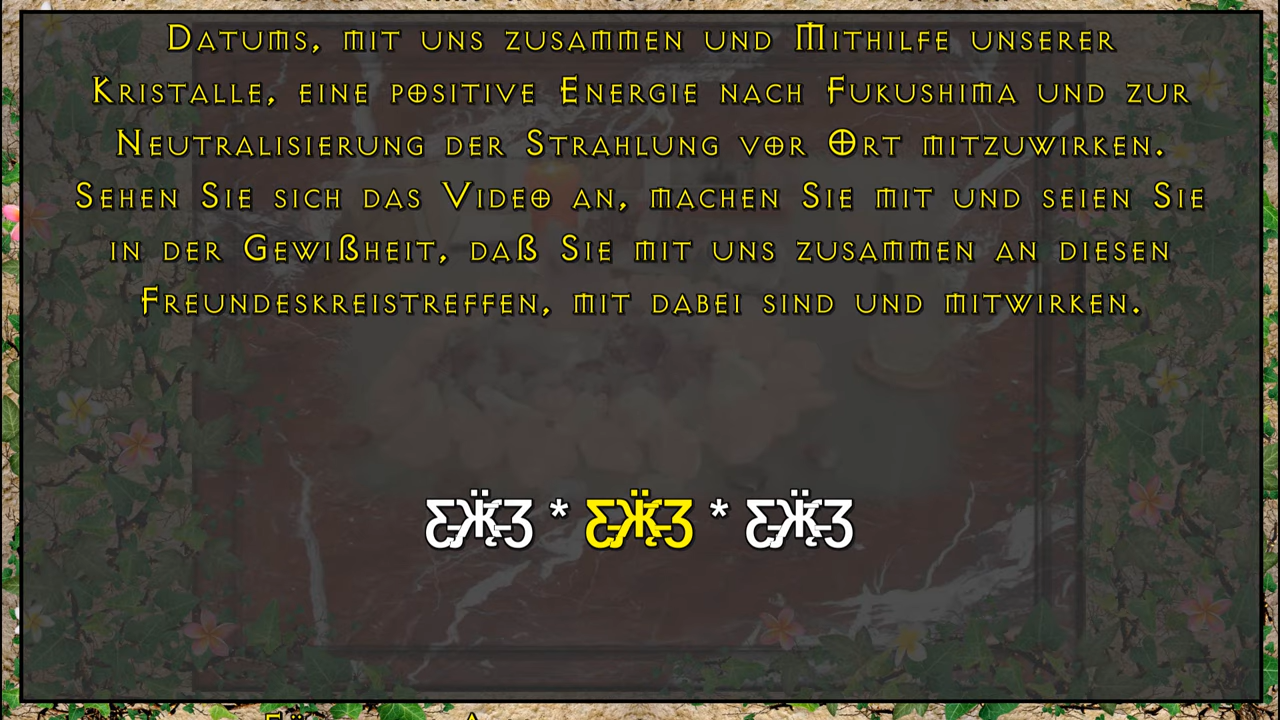 Datums, mit uns zusammen und Mithilfe unserer
Kristalle, eine positive Energie nach Fukushima und zur
Neutralisierung der Strahlung vor Ort mitzuwirken.
Sehen Sie sich das Video an, machen Sie mit und seien Sie
in der Gewißheit, daß Sie mit uns zusammen an diesen
Freundeskreistreffen, mit dabei sind und mitwirken.
Ƹ̵̡Ӝ̵̨̄Ʒ * Ƹ̵̡Ӝ̵̨̄Ʒ * Ƹ̵̡Ӝ̵̨̄Ʒ